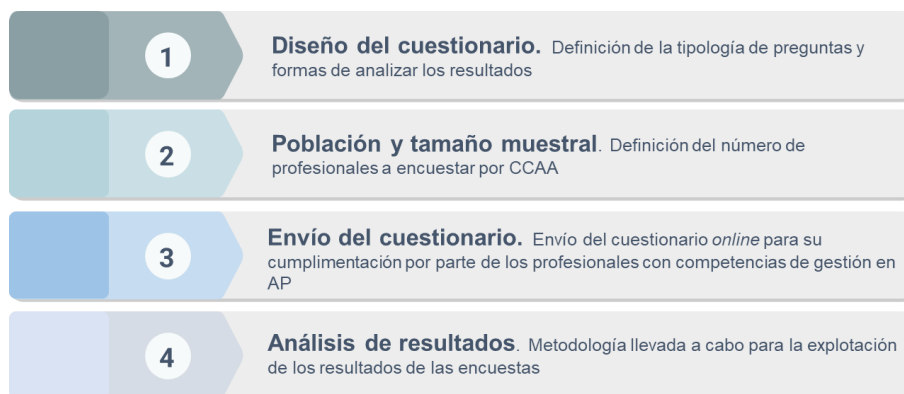 1
Diseño del cuestionario. Definición de la tipología de preguntas y
formas de analizar los resultados
2
Población y tamaño muestral. Definición del número de
profesionales a encuestar por CCAA
3
Envío del cuestionario. Envío del cuestionario online para su
cumplimentación por parte de los profesionales con competencias de gestión en
AP
4
Análisis de resultados. Metodología llevada a cabo para la explotación
de los resultados de las encuestas